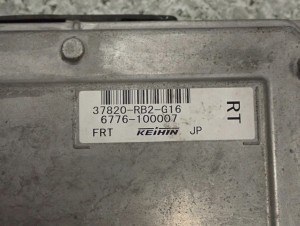 37820-RB2-G16
6776-100007
FRT KEIHIN JP
RT